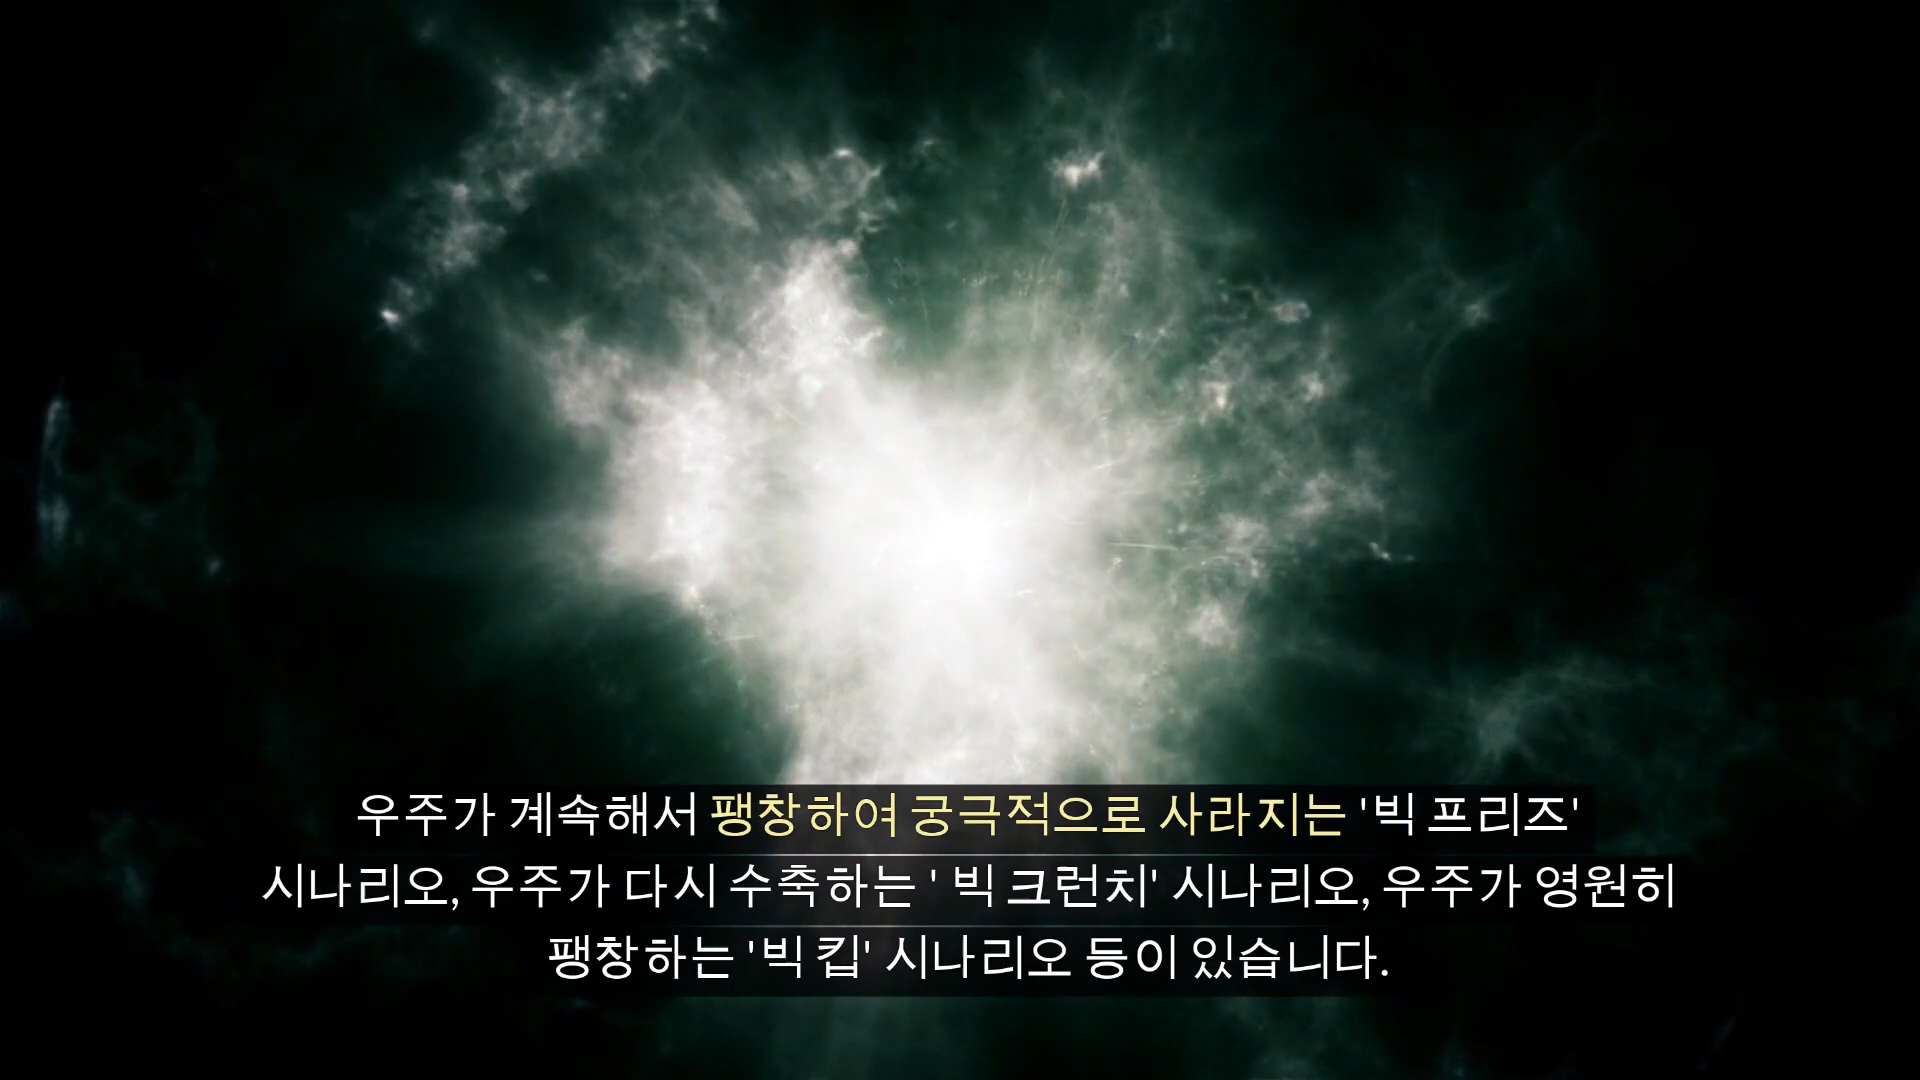 우주가 계속해서 팽창하여 궁극적으로 사라지는 '빅 프리즈'
시나리오, 우주가 다시 수축하는 ' 빅 크런치' 시나리오, 우주가 영원히
팽창하는 '빅 킵' 시나리오 등이 있습니다.